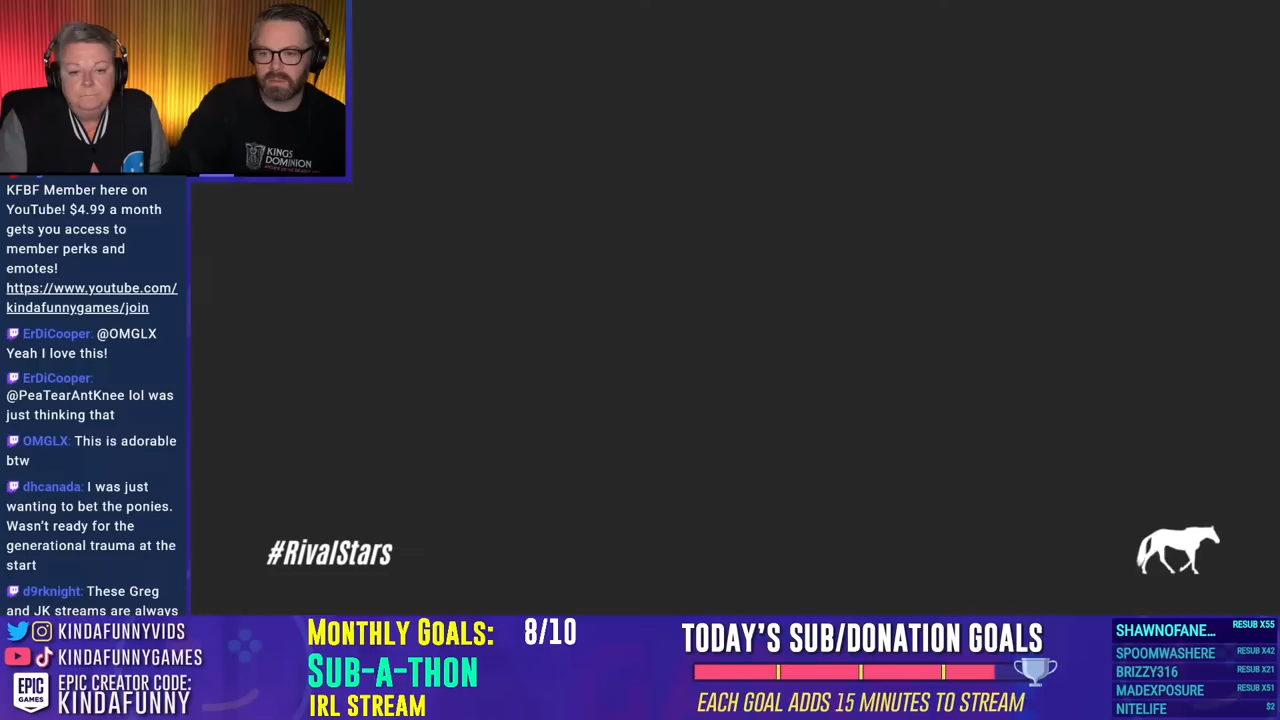 KINGS
DOMINION
KFBF Member here on
YouTube! $4.99 a month
gets you access to
member perks and
emotes!
https://www.youtube.com/
kindafunnygames/join
ErDiCooper: @OMGLX
Yeah I love this!
ErDiCooper:
@PeaTearAntKnee lol was
just thinking that
OMGLX: This is adorable
btw
dhcanada: I was just
wanting to bet the ponies.
Wasn't ready for the
generational trauma at the
start
d9rknight: These Greg
and JK streams are always
#RivalStars
KINDAFUNNYVIDS
KINDAFUNNYGAMES
EPIC GAMES
EPIC CREATOR CODE:
KINDAFUNNY
MONTHLY GOALS: 8/10
SUB-A-THON
IRL STREAM
TODAY'S SUB/DONATION GOALS
EACH GOAL ADDS 15 MINUTES TO STREAM
SHAWNOFANE... RESUB X55
SPOOMWASHERE RESUB X42
BRIZZY316 RESUB X21
MADEXPOSURE RESUB X51
NITELIFE $2